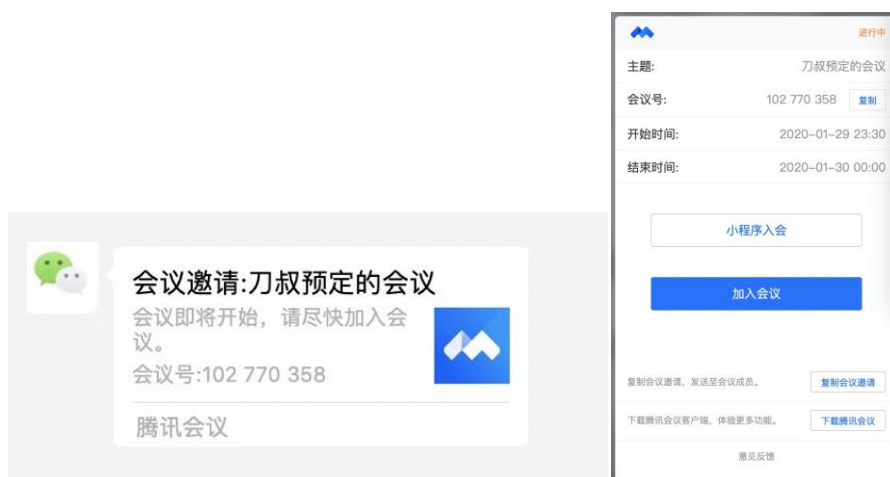 会议邀请:刀叔预定的会议
会议即将开始，请尽快加入会
议。
会议号:102 770 358
腾讯会议
进行中
主题: 刀叔预定的会议
会议号: 102 770 358 复制
开始时间: 2020-01-29 23:30
结束时间: 2020-01-30 00:00
小程序入会
加入会议
复制会议邀请，发送至会议成员。 复制会议邀请
下载腾讯会议客户端，体验更多功能。 下载腾讯会议
意见反馈